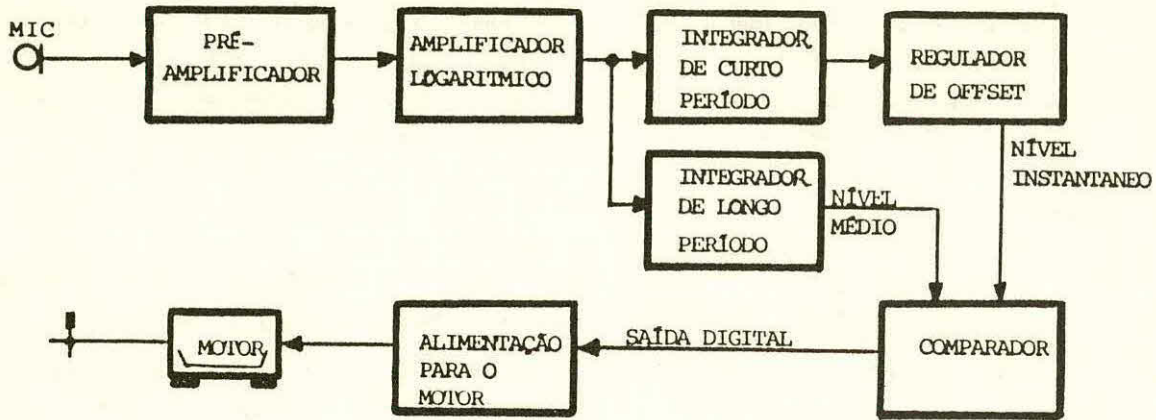 MIC
PRÉ-
AMPLIFICADOR
AMPLIFICADOR
LOGARITMICO
INTEGRADOR
DE CURTO
PERÍODO
REGULADOR
DE OFFSET
NÍVEL
INSTANTANEO
INTEGRADOR
DE LONGO
PERÍODO
NÍVEL
MÉDIO
MOTOR
ALIMENTAÇÃO
PARA O
MOTOR
SAÍDA DIGITAL
COMPARADOR